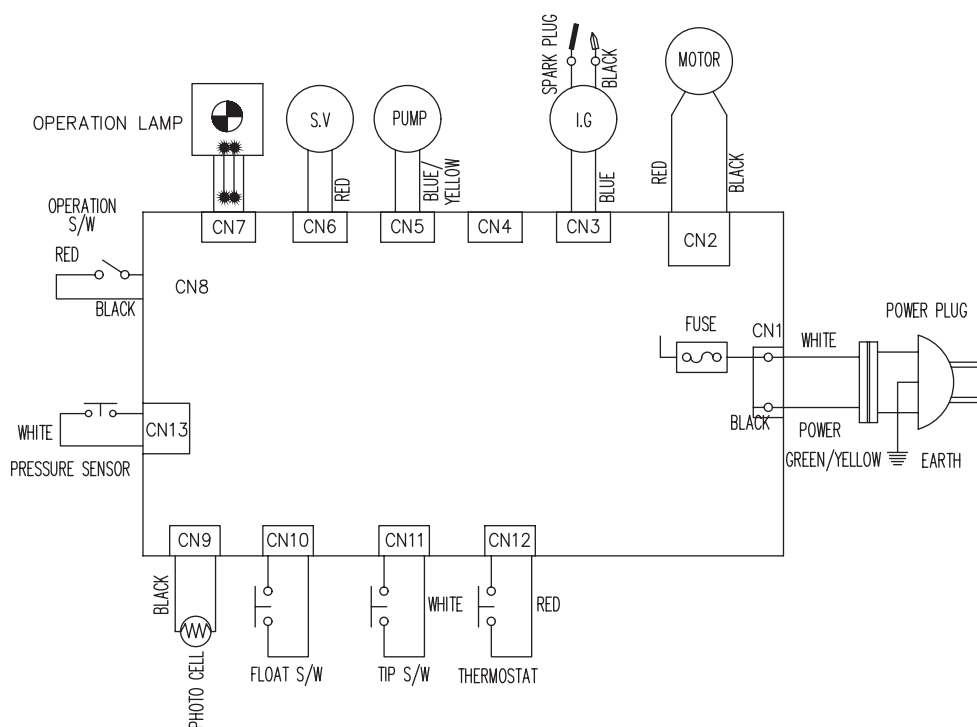 SPARK PLUG
BLACK
MOTOR
OPERATION LAMP
S.V
PUMP
I.G
RED
BLUE/
YELLOW
BLUE
RED
BLACK
OPERATION
S/W
CN7
CN6
CN5
CN4
CN3
CN2
RED
CN8
BLACK
FUSE
CN1
WHITE
POWER PLUG
BLACK
POWER
GREEN/YELLOW
EARTH
WHITE
CN13
PRESSURE SENSOR
CN9
CN10
CN11
CN12
BLACK
WHITE
RED
PHOTO CELL
FLOAT S/W
TIP S/W
THERMOSTAT